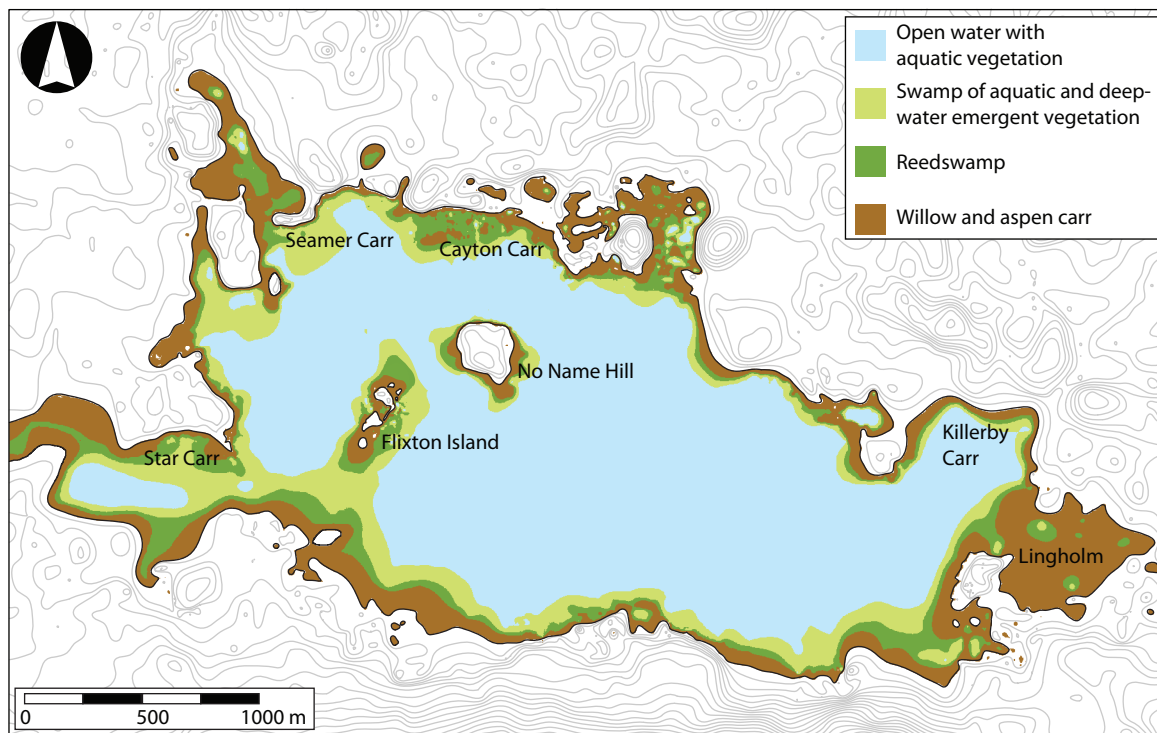 Open water with
aquatic vegetation
Swamp of aquatic and deep-
water emergent vegetation
Reedswamp
Willow and aspen carr
Seamer Carr
Cayton Carr
No Name Hill
Flixton Island
Star Carr
Killerby
Carr
Lingholm
0 500 1000 m